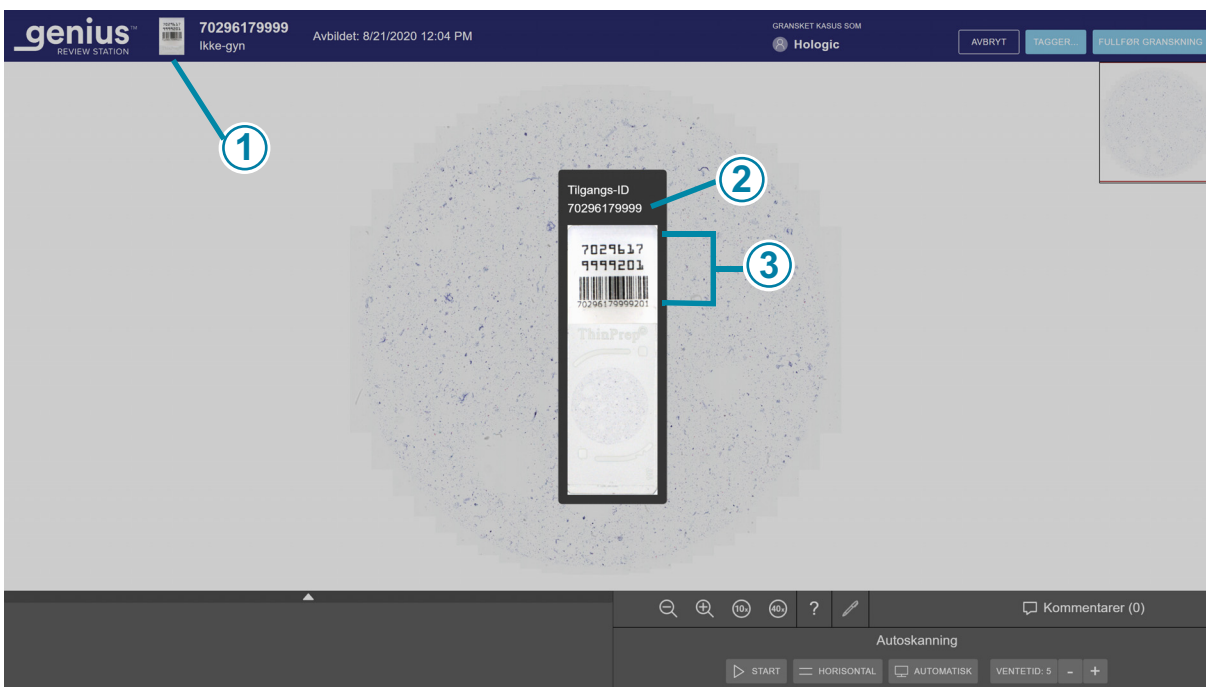 genius™
REVIEW STATION
70296179999
Ikke-gyn
Avbildet: 8/21/2020 12:04 PM
GRANSKET KASUS SOM
Hologic
AVBRYT
TAGGER...
FULLFØR GRANSKNING
1
2
3
Tilgangs-ID
70296179999
7029617
9999201
70296179999201
ThinPrep®
10x
40x
?
Kommentarer (0)
Autoskanning
START
HORISONTAL
AUTOMATISK
VENTETID: 5
-
+